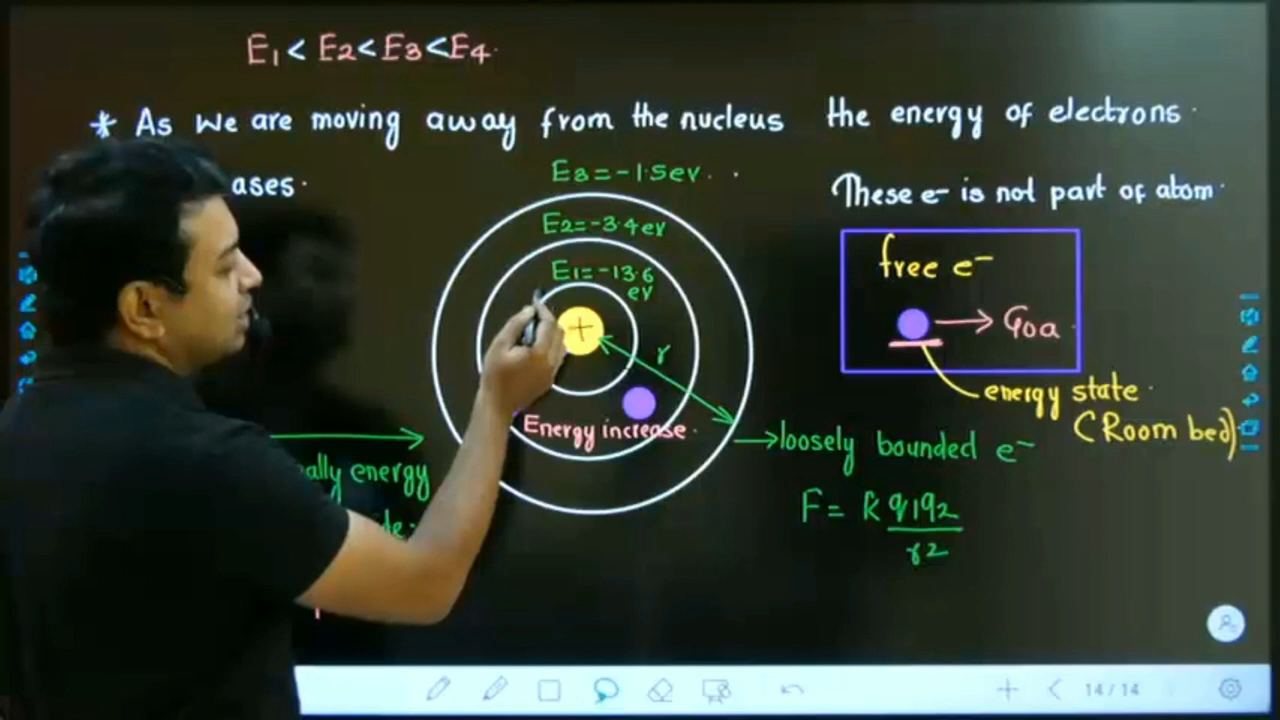 E1 < E2 < E3 < E4.
* As we are moving away from the nucleus the energy of electrons.
ases.
E3 = -1.5ev.
These e- is not part of atom.
E2 = -3.4ev
E1 = -13.6
ev
+
r
free e-
→ Goa
energy state.
(Room bed)
Energy increase.
→ loosely bounded e-
ally energy
de.
F = k q1q2
r2
14 / 14